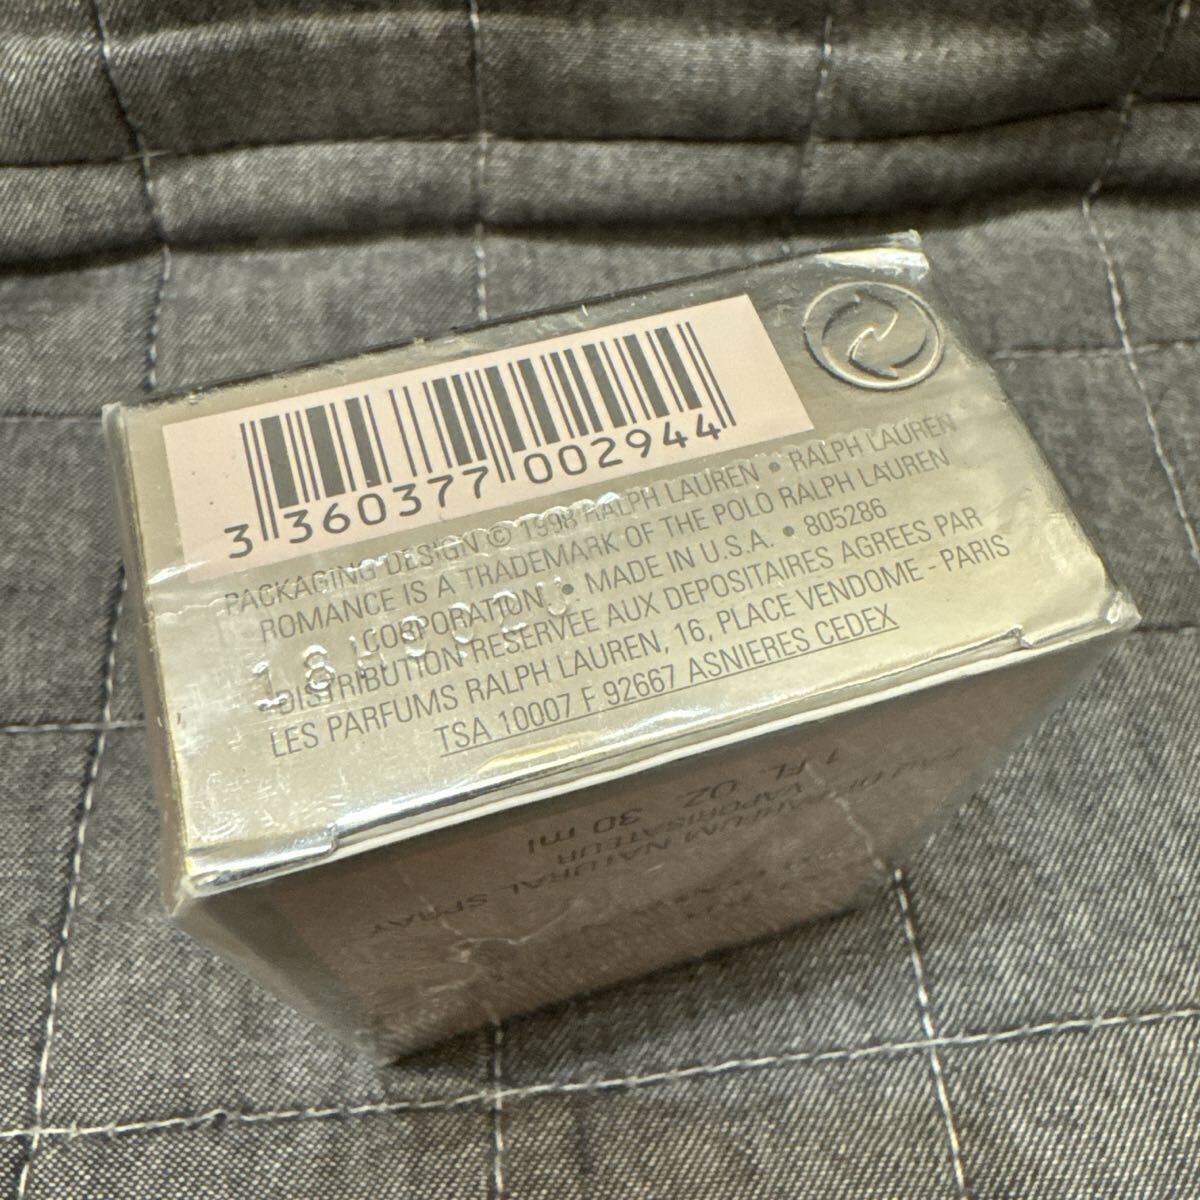 3 360377 002944
PACKAGING DESIGN © 1998 RALPH LAUREN • RALPH LAUREN
ROMANCE IS A TRADEMARK OF THE POLO RALPH LAUREN
CORPORATION • MADE IN U.S.A. • 805286
DISTRIBUTION RESERVEE AUX DEPOSITAIRES AGREES PAR
LES PARFUMS RALPH LAUREN, 16, PLACE VENDOME - PARIS
TSA 10007 F 92667 ASNIERES CEDEX
NATURAL SPRAY
VAPORISATEUR
1 FL. OZ 30 ml